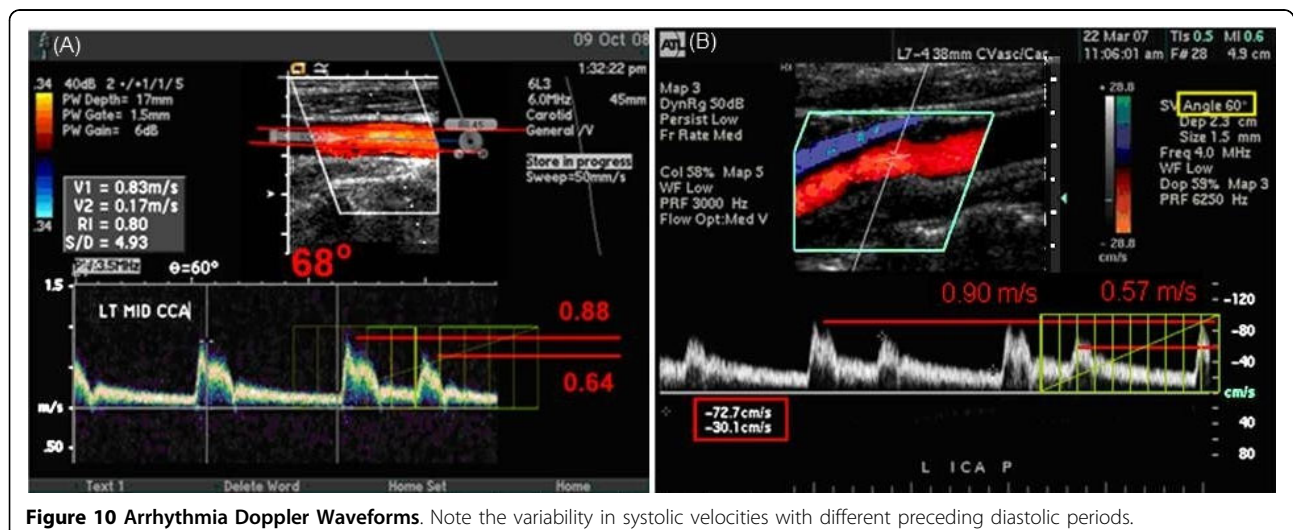 (A)
09 Oct 08
1:32:22 pm
.34
40dB 2 •/+1/1/5
PW Depth= 17mm
PW Gate= 1.5mm
PW Gain= 6dB
.34
6L3
6.0MHz 45mm
Carotid
General /V
Store in progress
Sweep=50mm/s
V1 = 0.83m/s
V2 = 0.17m/s
RI = 0.80
S/D = 4.93
θ=60°
68°
1.5
LT MID CCA
0.88
0.64
m/s
.50
Text 1 Delete Word Home Set Home
ATL
(B)
L7-4 38mm CVasc/Car
22 Mar 07 TIs 0.5 MI 0.6
11:06:01 am F# 28 4.9 cm
Map 3
DynRg 50dB
Persist Low
Fr Rate Med
Col 58% Map 5
WF Low
PRF 3000 Hz
Flow Opt:Med V
+ 28.8
- 28.8
cm/s
SV Angle 60°
Dep 2.3 cm
Size 1.5 mm
Freq 4.0 MHz
WF Low
Dop 59% Map 3
PRF 6250 Hz
0.90 m/s 0.57 m/s
-120
-80
-40
cm/s
40
80
-72.7cm/s
-30.1cm/s
L ICA P
Figure 10 Arrhythmia Doppler Waveforms. Note the variability in systolic velocities with different preceding diastolic periods.